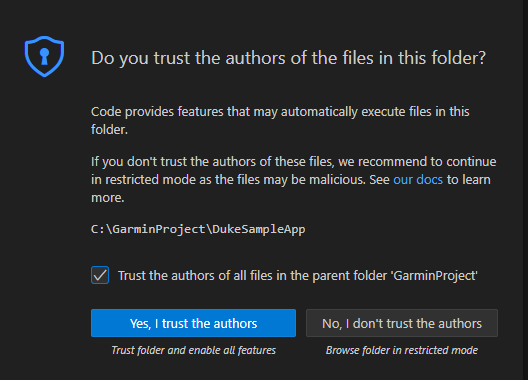 Do you trust the authors of the files in this folder?
Code provides features that may automatically execute files in this
folder.
If you don't trust the authors of these files, we recommend to continue
in restricted mode as the files may be malicious. See our docs to learn
more.
C:\GarminProject\DukeSampleApp
Trust the authors of all files in the parent folder 'GarminProject'
Yes, I trust the authors
No, I don't trust the authors
Trust folder and enable all features
Browse folder in restricted mode